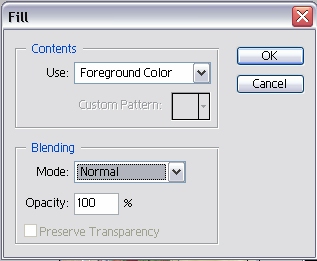 Fill
Contents
Use: Foreground Color
Custom Pattern:
OK
Cancel
Blending
Mode: Normal
Opacity: 100 %
Preserve Transparency